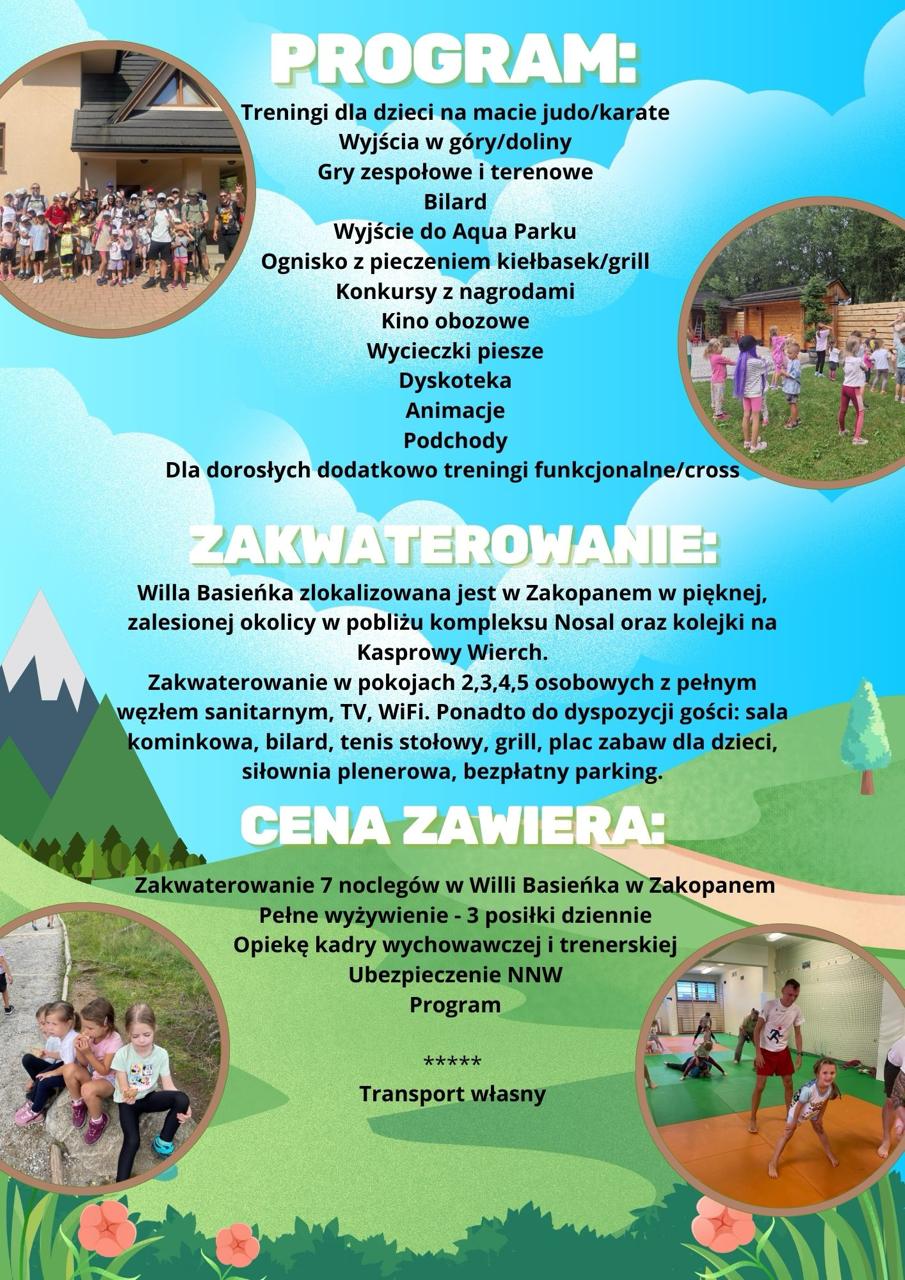 PROGRAM:
Treningi dla dzieci na macie judo/karate
Wyjścia w góry/doliny
Gry zespołowe i terenowe
Bilard
Wyjście do Aqua Parku
Ognisko z pieczeniem kiełbasek/grill
Konkursy z nagrodami
Kino obozowe
Wycieczki piesze
Dyskoteka
Animacje
Podchody
Dla dorosłych dodatkowo treningi funkcjonalne/cross
ZAKWATEROWANIE:
Willa Basieńka zlokalizowana jest w Zakopanem w pięknej,
zalesionej okolicy w pobliżu kompleksu Nosal oraz kolejki na
Kasprowy Wierch.
Zakwaterowanie w pokojach 2,3,4,5 osobowych z pełnym
węzłem sanitarnym, TV, WiFi. Ponadto do dyspozycji gości: sala
kominkowa, bilard, tenis stołowy, grill, plac zabaw dla dzieci,
siłownia plenerowa, bezpłatny parking.
CENA ZAWIERA:
Zakwaterowanie 7 noclegów w Willi Basieńka w Zakopanem
Pełne wyżywienie - 3 posiłki dziennie
Opiekę kadry wychowawczej i trenerskiej
Ubezpieczenie NNW
Program
*****
Transport własny